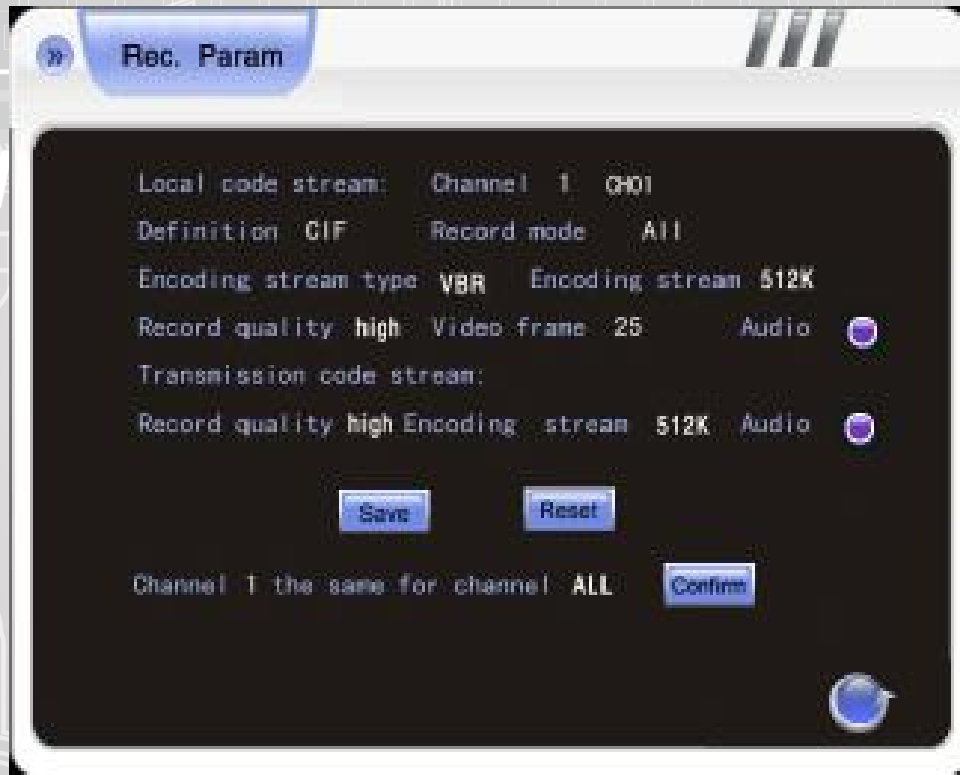 Rec. Param
Local code stream: Channel 1 CH01
Definition CIF Record mode All
Encoding stream type VBR Encoding stream 512K
Record quality high Video frame 25 Audio
Transmission code stream:
Record quality high Encoding stream 512K Audio
Save Reset
Channel 1 the same for channel ALL Confirm